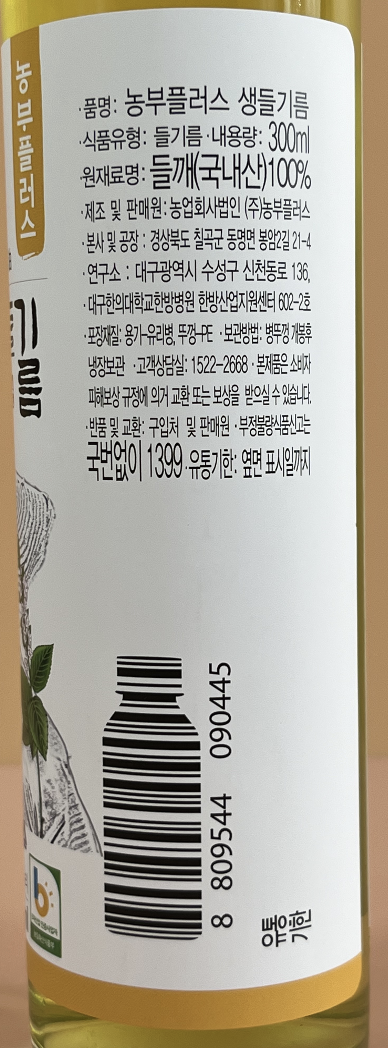 농부플러스
기
름
·품명: 농부플러스 생들기름
·식품유형: 들기름 ·내용량: 300ml
·원재료명: 들깨(국내산)100%
·제조 및 판매원: 농업회사법인 (주)농부플러스
·본사 및 공장 : 경상북도 칠곡군 동명면 봉암2길 21-4
·연구소 : 대구광역시 수성구 신천동로 136,
·대구한의대학교한방병원 한방산업지원센터 602-2호
·포장재질: 용기-유리병, 뚜껑-PE ·보관방법: 병뚜껑 개봉후
냉장보관 ·고객상담실: 1522-2668 ·본제품은 소비자
피해보상 규정에 의거 교환 또는 보상을 받으실 수 있습니다.
·반품 및 교환: 구입처 및 판매원 ·부정불량식품신고는
국번없이 1399 ·유통기한: 옆면 표시일까지
8 809544 090445
유통
기한